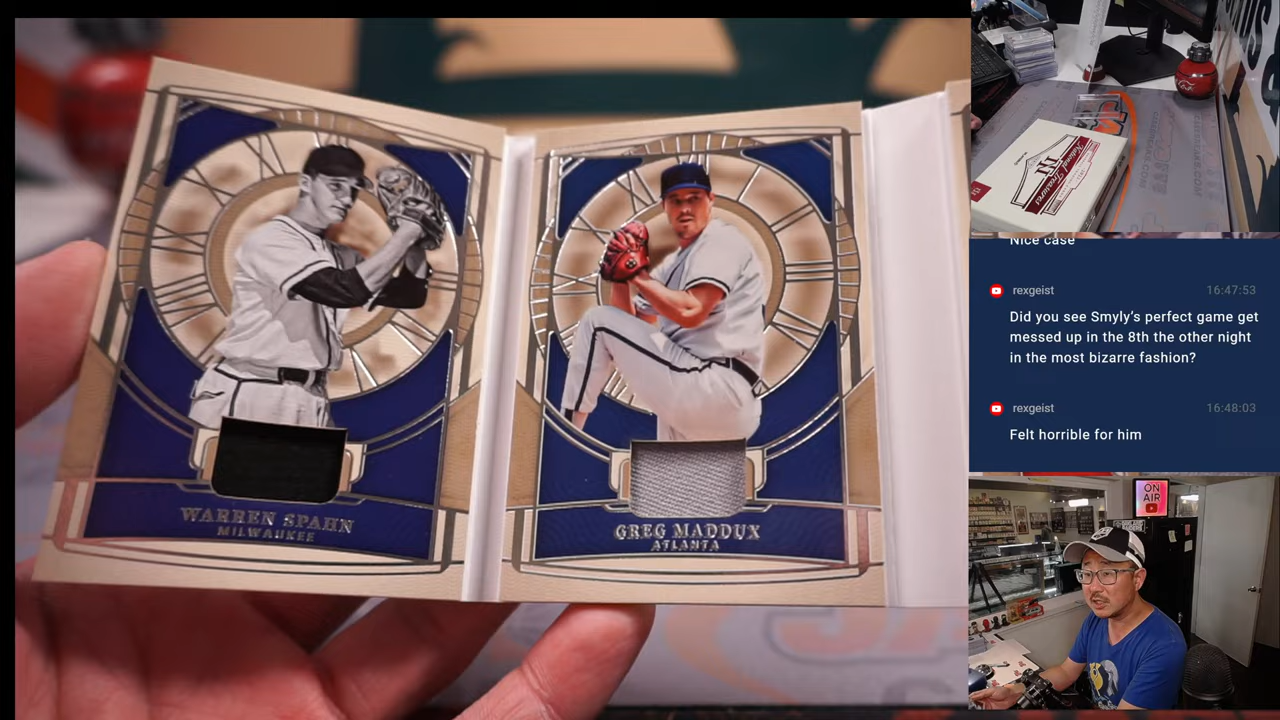 WARREN SPAHN
MILWAUKEE
GREG MADDUX
ATLANTA
National Treasures
Nice case
rexgeist 16:47:53
Did you see Smyly's perfect game get
messed up in the 8th the other night
in the most bizarre fashion?
rexgeist 16:48:03
Felt horrible for him
ON
AIR